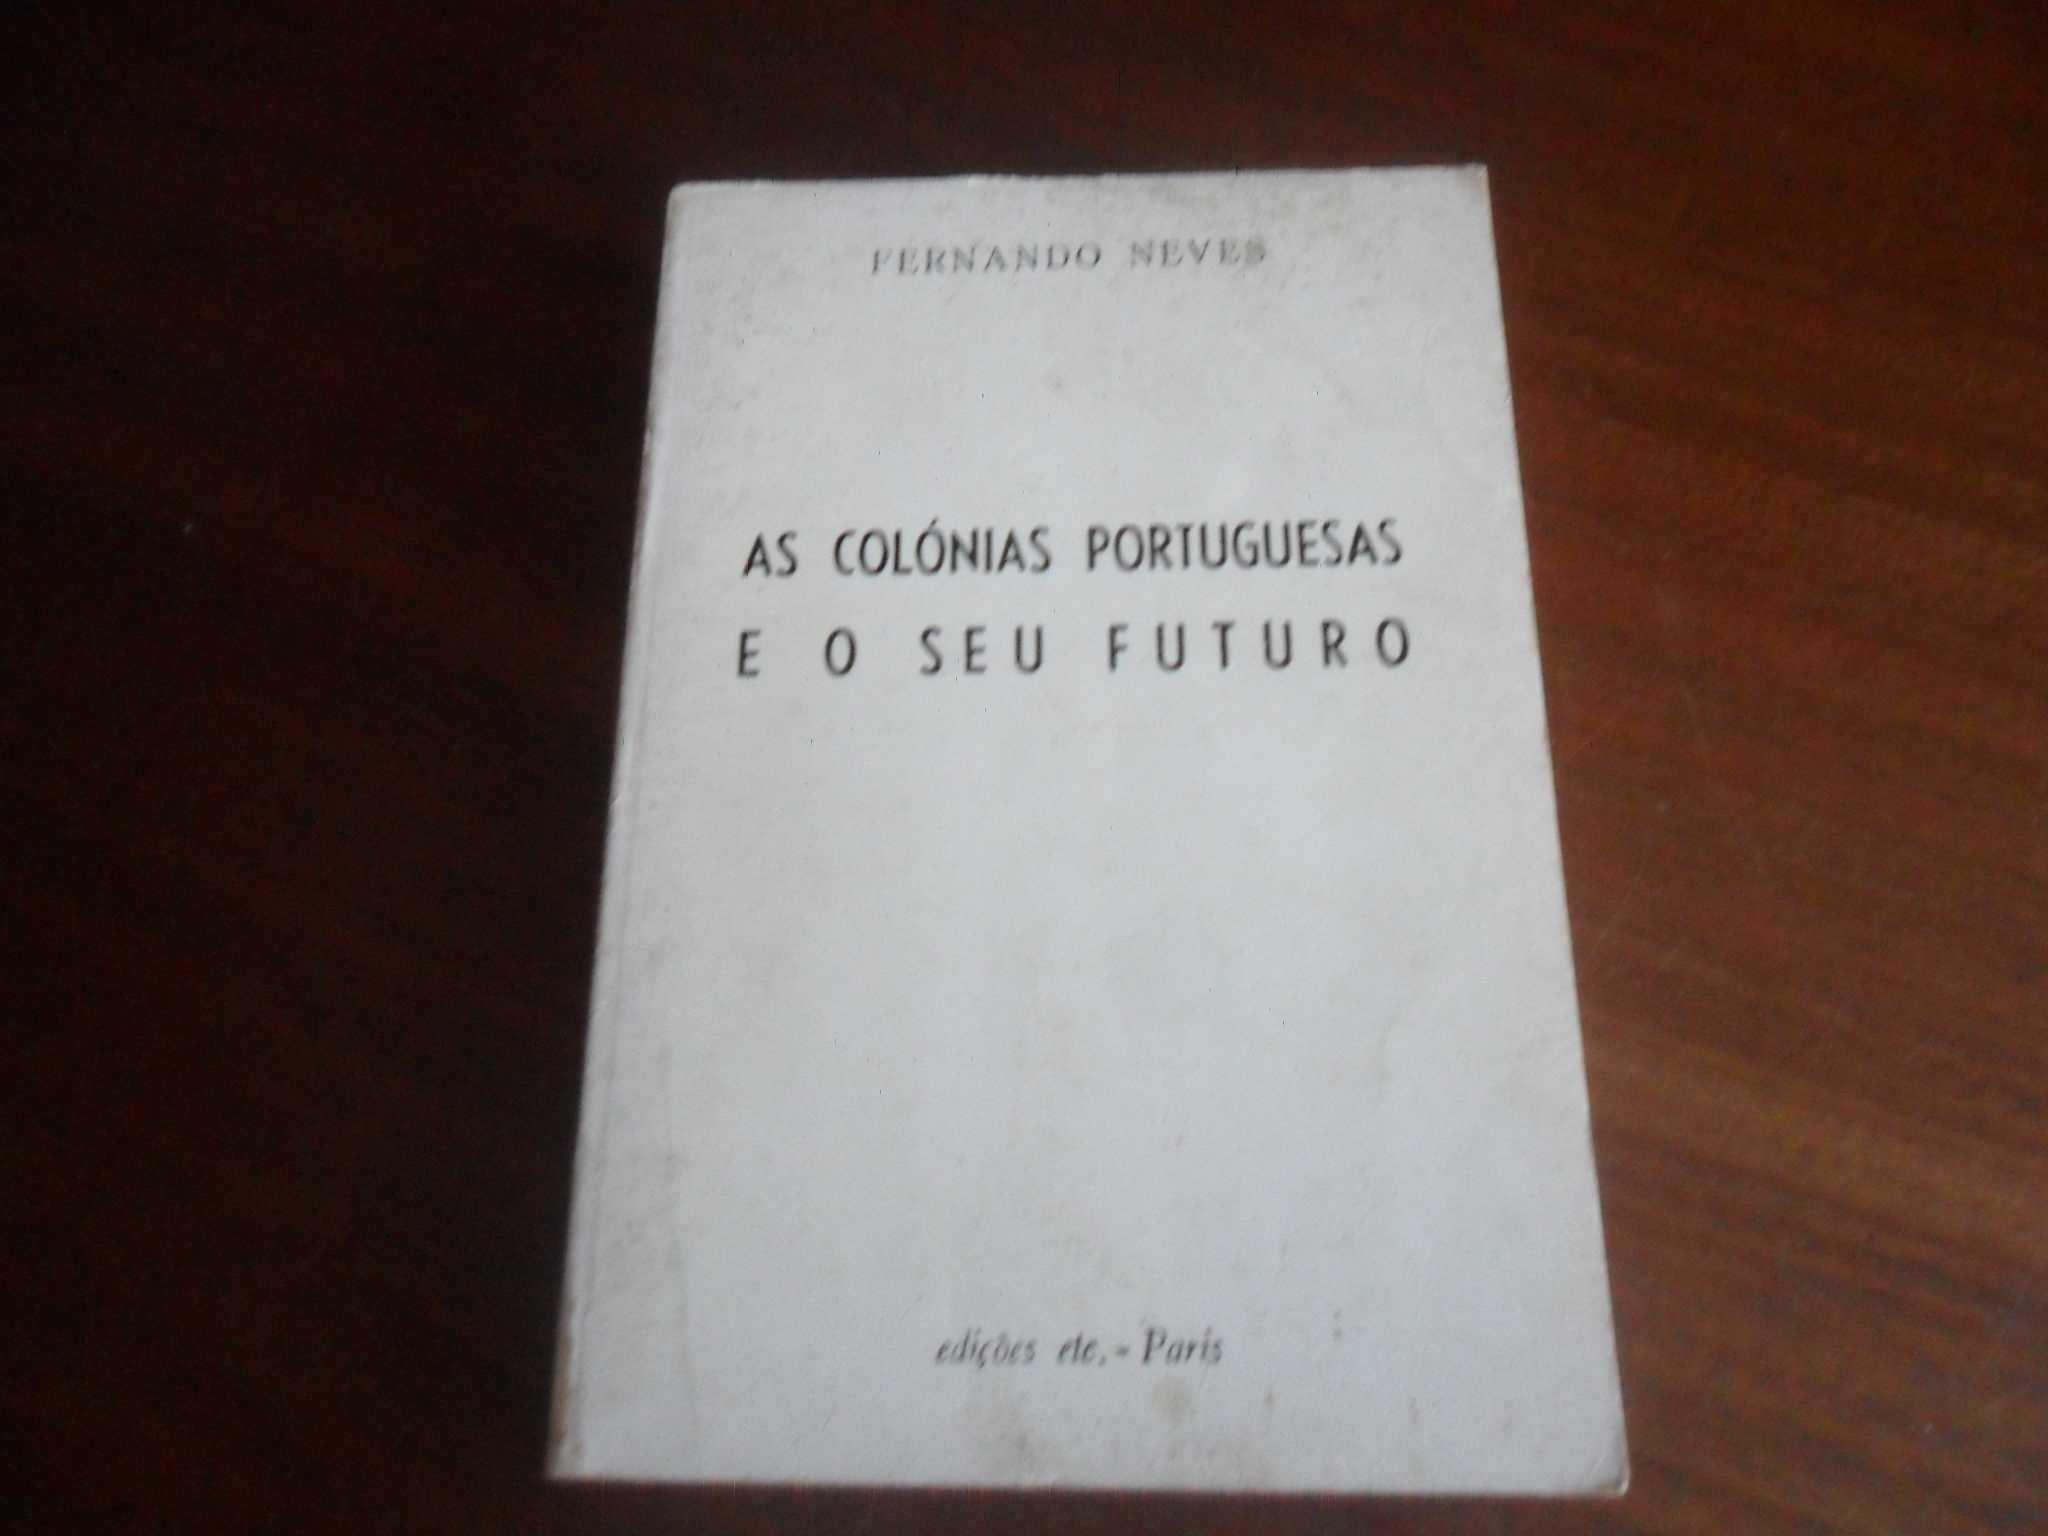 FERNANDO NEVES
AS COLÓNIAS PORTUGUESAS
E O SEU FUTURO
edições etc. - Paris